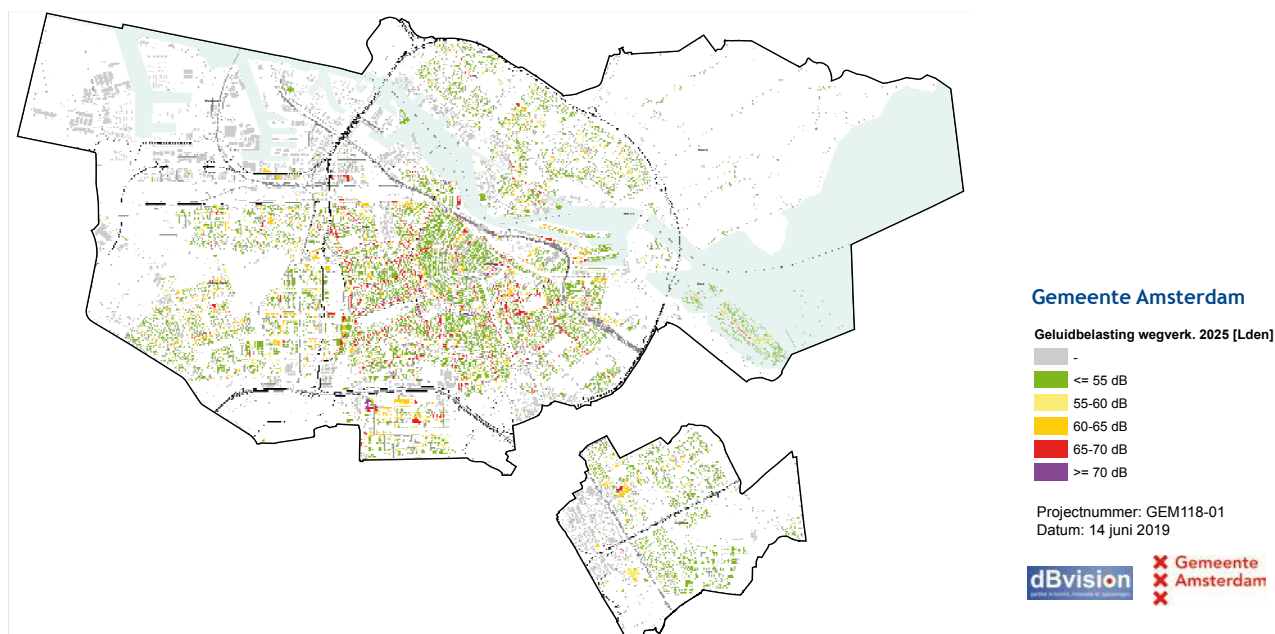 Gemeente Amsterdam
Geluidbelasting wegverk. 2025 [Lden]
-
<= 55 dB
55-60 dB
60-65 dB
65-70 dB
>= 70 dB
Projectnummer: GEM118-01
Datum: 14 juni 2019
dBvision
Gemeente
Amsterdam